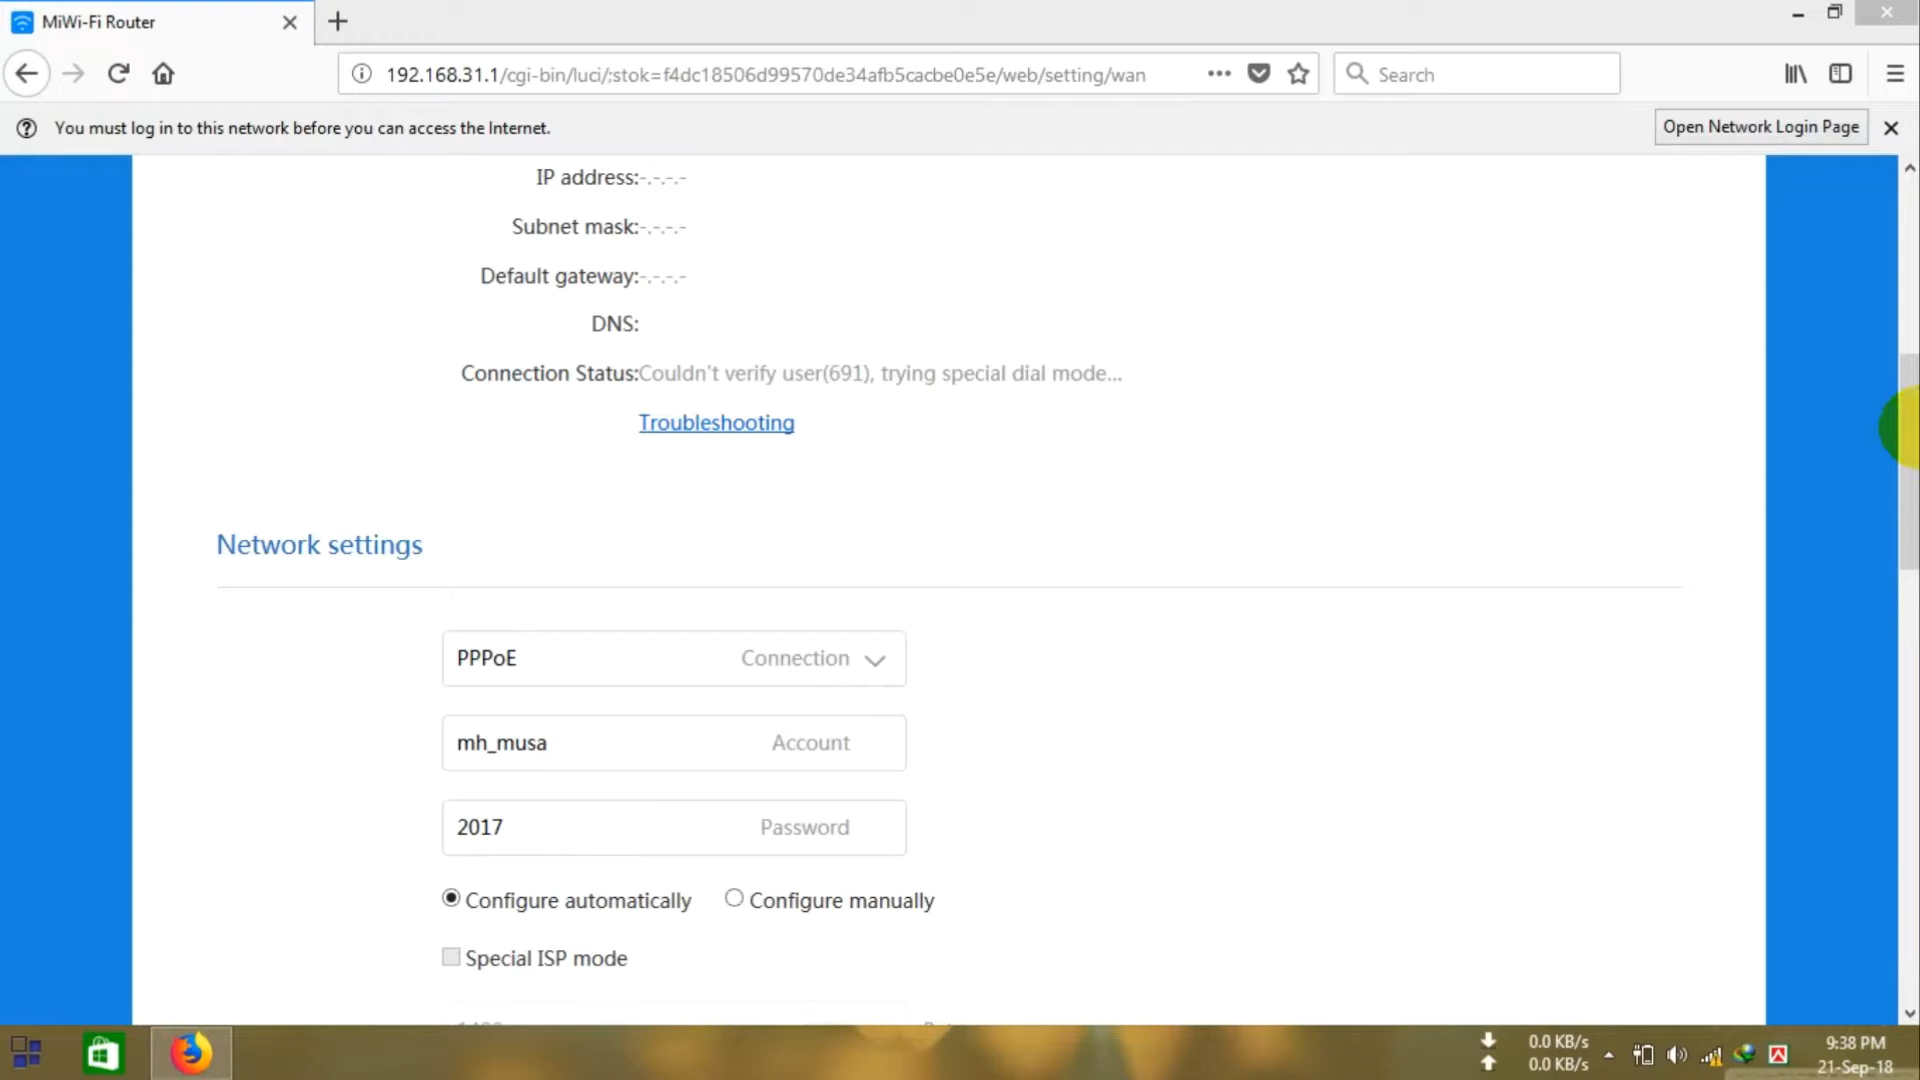 MiWi-Fi Router
192.168.31.1/cgi-bin/luci/;stok=f4dc18506d99570de34afb5cacbe0e5e/web/setting/wan
Search
You must log in to this network before you can access the Internet.
Open Network Login Page
IP address:-.-.-.-
Subnet mask:-.-.-.-
Default gateway:-.-.-.-
DNS:
Connection Status:Couldn't verify user(691), trying special dial mode...
Troubleshooting
Network settings
PPPoE Connection
mh_musa Account
2017 Password
Configure automatically Configure manually
Special ISP mode
0.0 KB/s
0.0 KB/s
9:38 PM
21-Sep-18